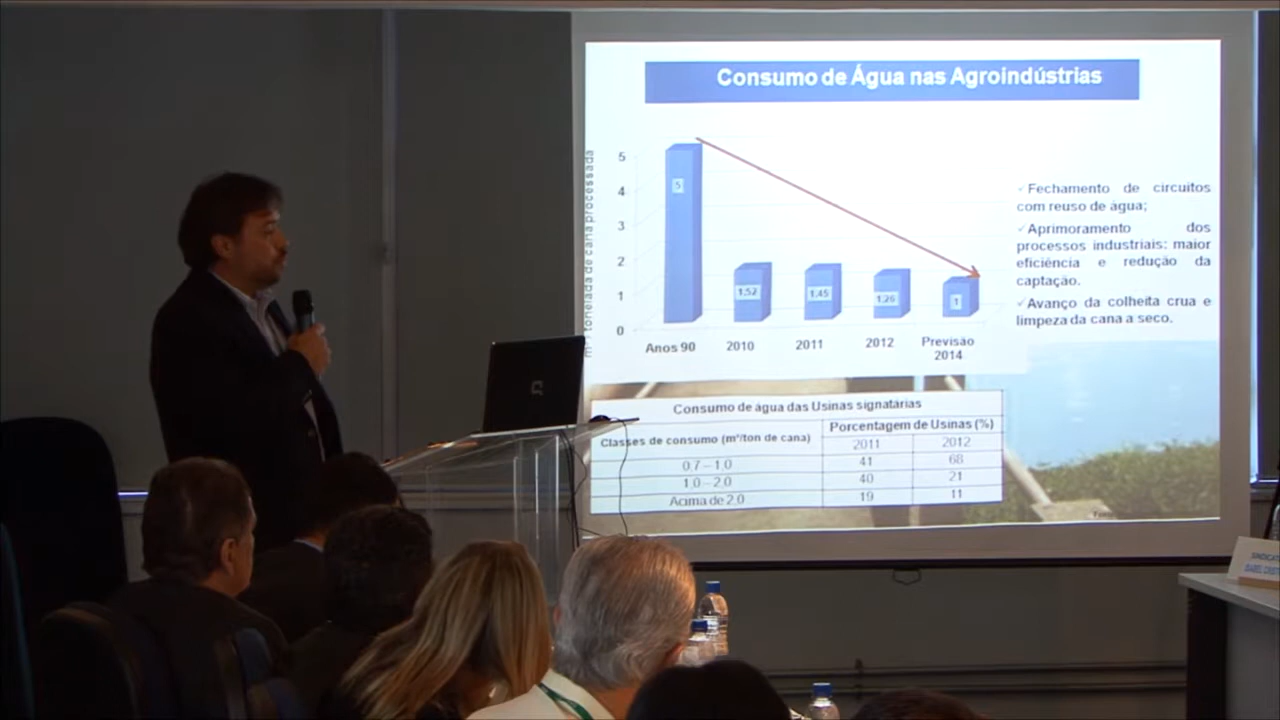 Consumo de Água nas Agroindústrias
tonelada de cana processada
5
4
3
2
1
0
5
1,52
1,45
1,26
1
Anos 90
2010
2011
2012
Previsão
2014
✓Fechamento de circuitos
com reuso de água;
✓Aprimoramento dos
processos industriais: maior
eficiência e redução da
captação.
✓Avanço da colheita crua e
limpeza da cana a seco.
Consumo de água das Usinas signatárias
Classes de consumo (m³/ton de cana)
Porcentagem de Usinas (%)
2011 2012
0,7 – 1,0 41 68
1,0 – 2,0 40 21
Acima de 2,0 19 11
SINDICAT
ISABEL CRIST